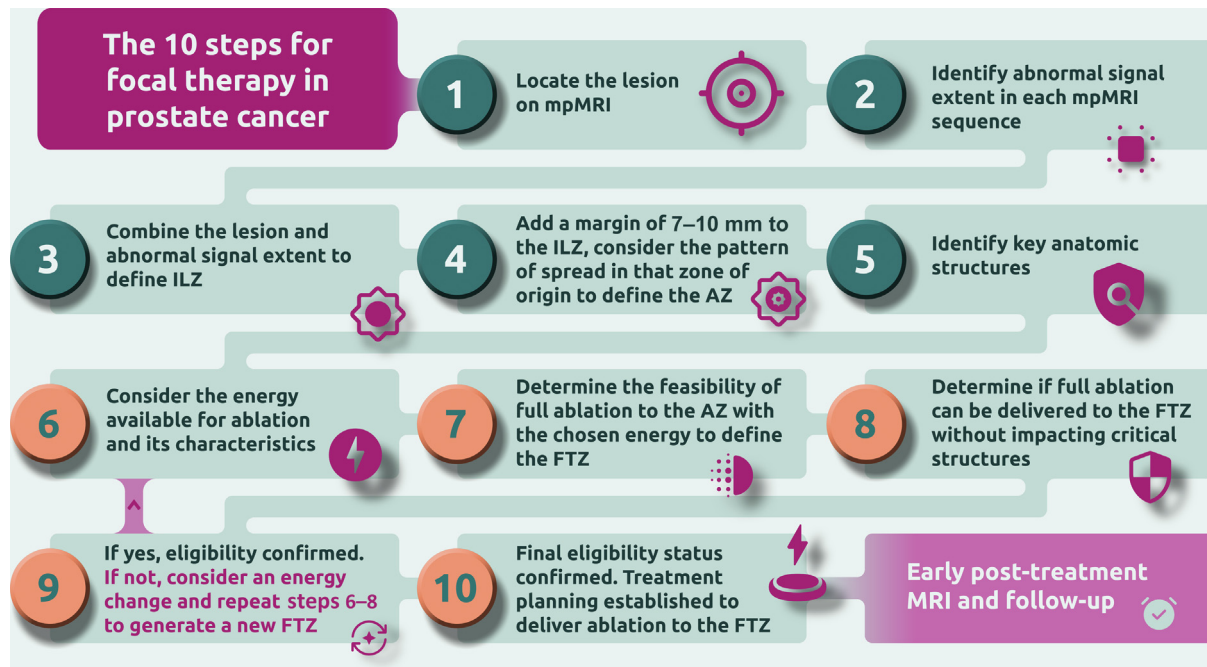 The 10 steps for
focal therapy in
prostate cancer
1
Locate the lesion
on mpMRI
2
Identify abnormal signal
extent in each mpMRI
sequence
3
Combine the lesion and
abnormal signal extent to
define ILZ
4
Add a margin of 7–10 mm to
the ILZ, consider the pattern
of spread in that zone of
origin to define the AZ
5
Identify key anatomic
structures
6
Consider the energy
available for ablation
and its characteristics
7
Determine the feasibility of
full ablation to the AZ with
the chosen energy to define
the FTZ
8
Determine if full ablation
can be delivered to the FTZ
without impacting critical
structures
9
If yes, eligibility confirmed.
If not, consider an energy
change and repeat steps 6–8
to generate a new FTZ
10
Final eligibility status
confirmed. Treatment
planning established to
deliver ablation to the FTZ
Early post-treatment
MRI and follow-up